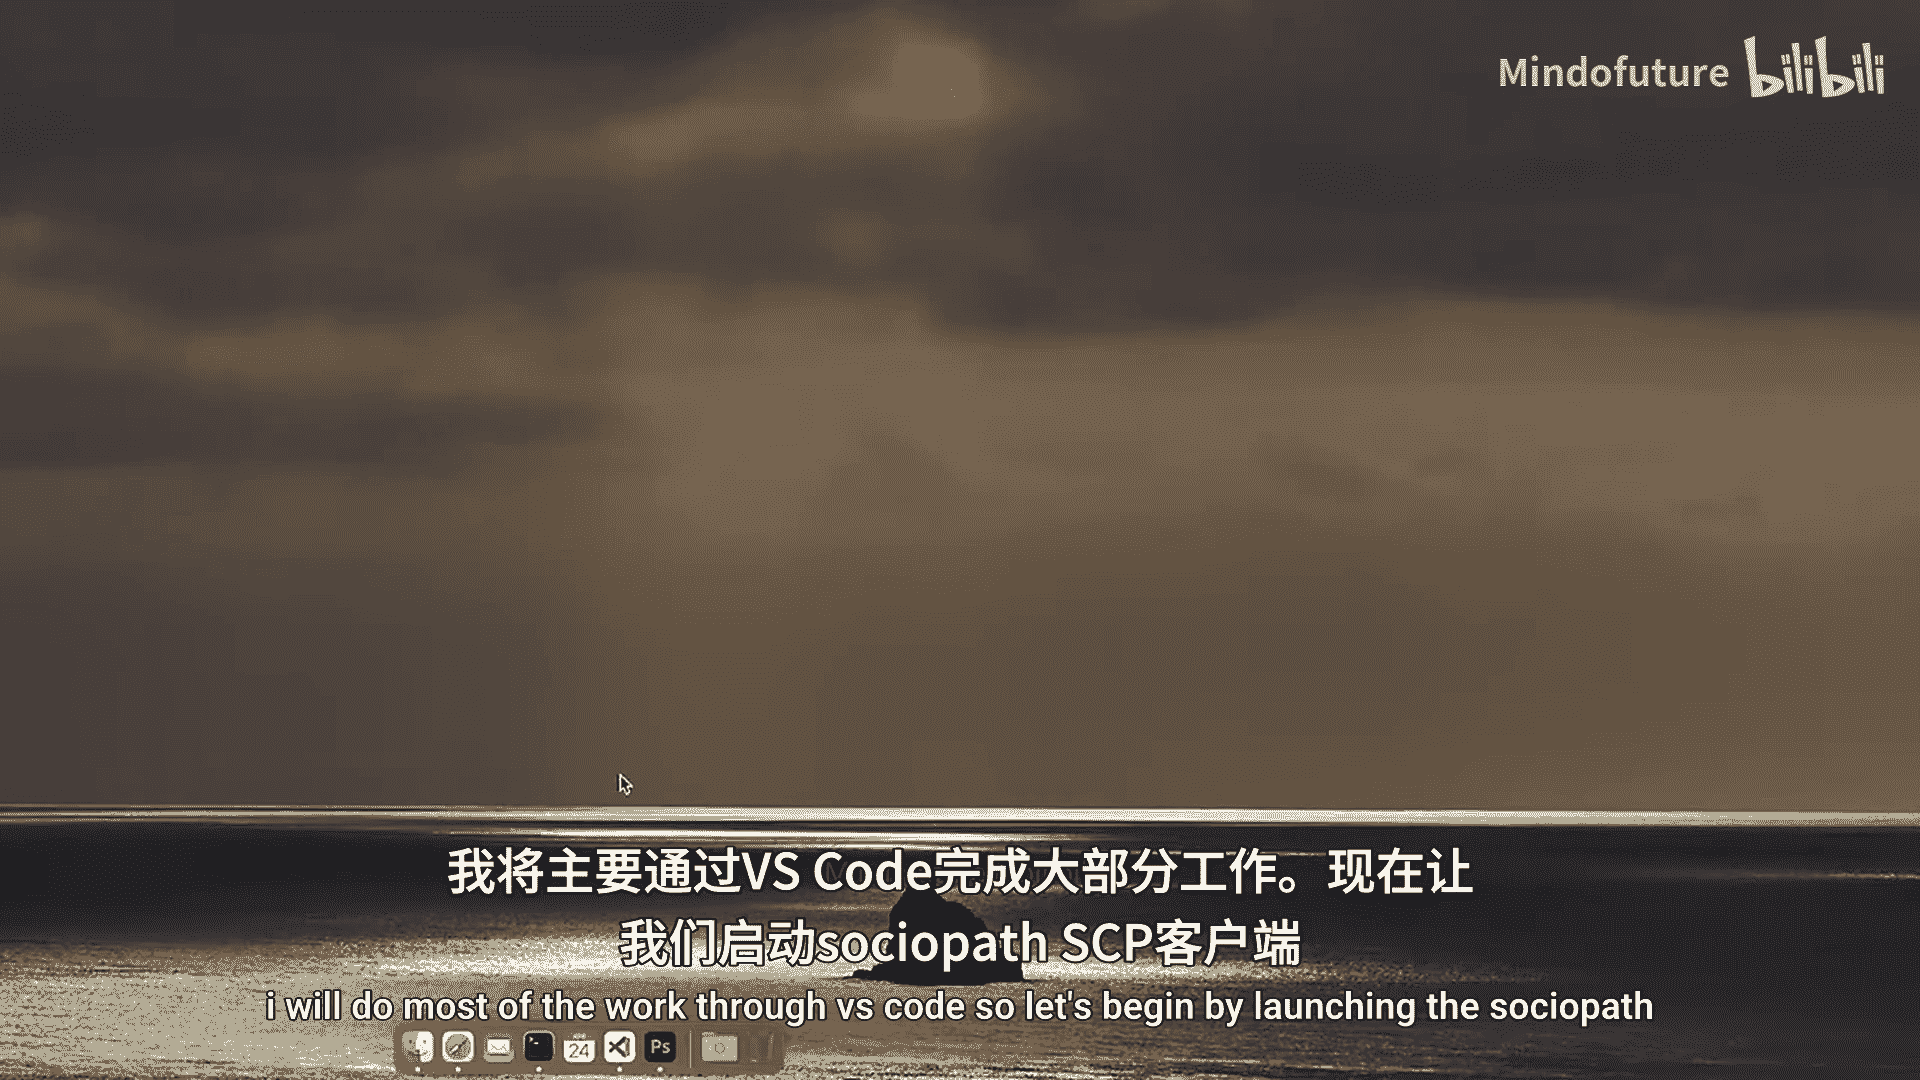 Mindofuture bilibili
我将主要通过VS Code完成大部分工作。现在让
我们启动sociopath SCP客户端
i will do most of the work through vs code so let's begin by launching the sociopath
24
Ps